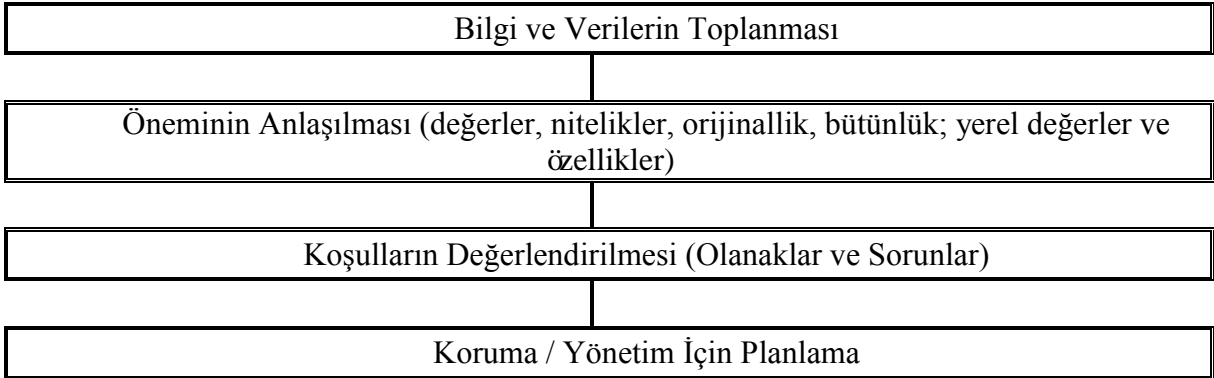 Bilgi ve Verilerin Toplanması
Öneminin Anlaşılması (değerler, nitelikler, orijinallik, bütünlük; yerel değerler ve
özellikler)
Koşulların Değerlendirilmesi (Olanaklar ve Sorunlar)
Koruma / Yönetim İçin Planlama